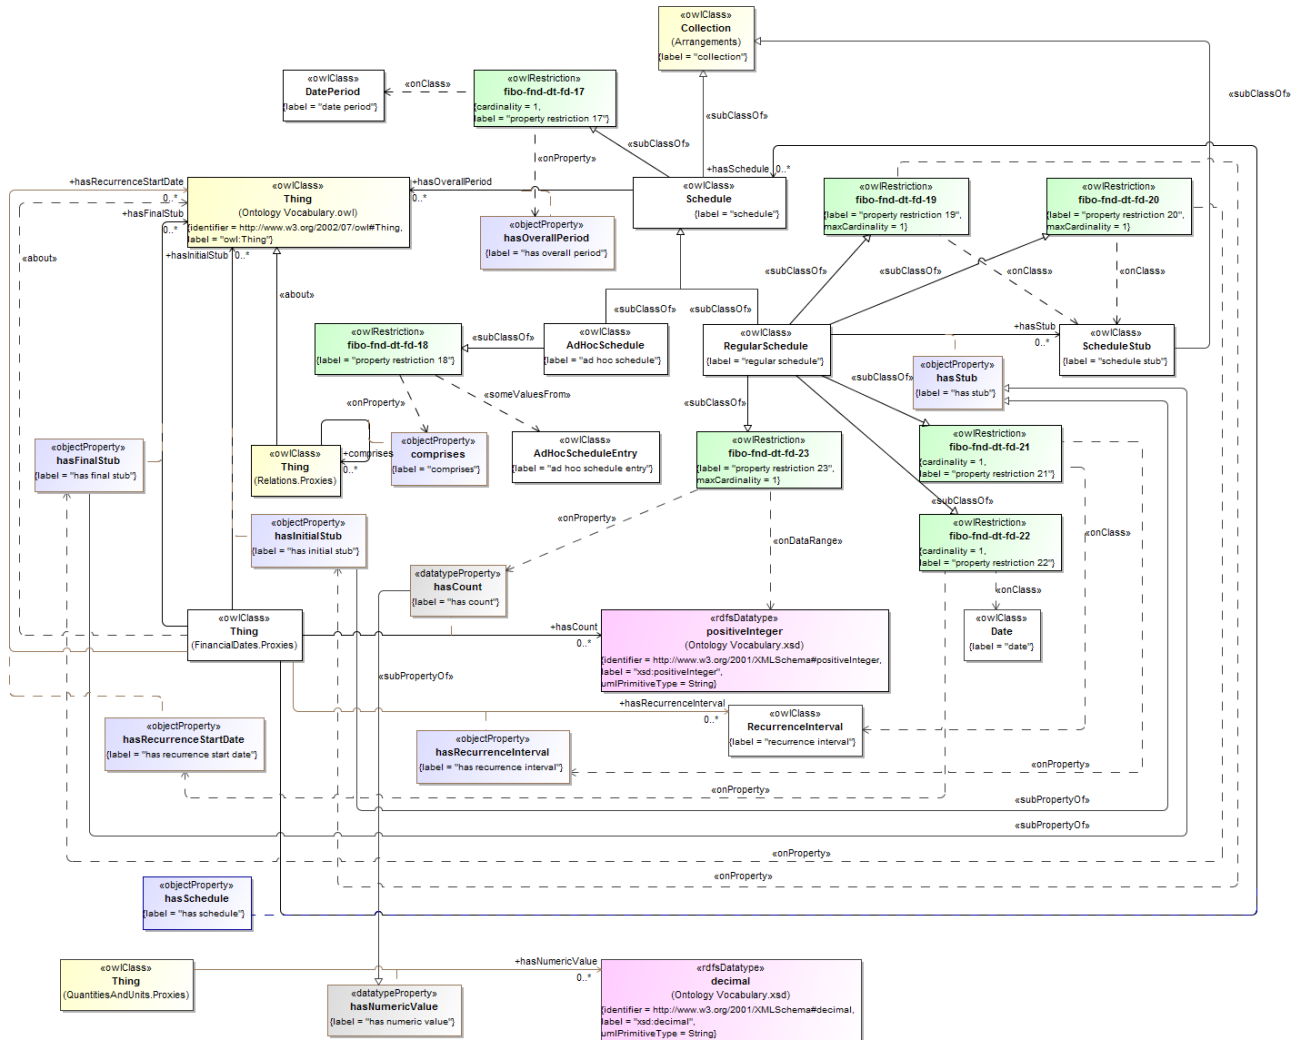 «owlClass»
Collection
(Arrangements)
{label = "collection"}
«subClassOf»
«owlClass»
DatePeriod
{label = "date period"}
«onClass»
«owlRestriction»
fibo-fnd-dt-fd-17
{cardinality = 1,
label = "property restriction 17"}
«subClassOf»
«subClassOf»
«onProperty»
+hasSchedule
0..*
+hasRecurrenceStartDate
0..*
+hasFinalStub
0..*
«owlClass»
Thing
(Ontology Vocabulary.owl)
{identifier = http://www.w3.org/2002/07/owl#Thing,
label = "owl:Thing"}
+hasOverallPeriod
0..*
«owlClass»
Schedule
{label = "schedule"}
«owlRestriction»
fibo-fnd-dt-fd-19
{label = "property restriction 19",
maxCardinality = 1}
«owlRestriction»
fibo-fnd-dt-fd-20
{label = "property restriction 20",
maxCardinality = 1}
«objectProperty»
hasOverallPeriod
{label = "has overall period"}
+hasInitialStub
0..*
«about»
«about»
«subClassOf»
«subClassOf»
«onClass»
«onClass»
«subClassOf»
«subClassOf»
«owlRestriction»
fibo-fnd-dt-fd-18
{label = "property restriction 18"}
«subClassOf»
«owlClass»
AdHocSchedule
{label = "ad hoc schedule"}
«owlClass»
RegularSchedule
{label = "regular schedule"}
+hasStub
0..*
«owlClass»
ScheduleStub
{label = "schedule stub"}
«objectProperty»
hasStub
{label = "has stub"}
«subClassOf»
«onProperty»
«someValuesFrom»
«subClassOf»
«objectProperty»
hasFinalStub
{label = "has final stub"}
«owlClass»
Thing
(Relations.Proxies)
+comprises
0..*
«objectProperty»
comprises
{label = "comprises"}
«owlClass»
AdHocScheduleEntry
{label = "ad hoc schedule entry"}
«owlRestriction»
fibo-fnd-dt-fd-23
{label = "property restriction 23",
maxCardinality = 1}
«owlRestriction»
fibo-fnd-dt-fd-21
{cardinality = 1,
label = "property restriction 21"}
«subClassOf»
«objectProperty»
hasInitialStub
{label = "has initial stub"}
«onProperty»
«onDataRange»
«owlRestriction»
fibo-fnd-dt-fd-22
{cardinality = 1,
label = "property restriction 22"}
«onClass»
«datatypeProperty»
hasCount
{label = "has count"}
«onClass»
«owlClass»
Thing
(FinancialDates.Proxies)
+hasCount
0..*
«rdfsDatatype»
positiveInteger
(Ontology Vocabulary.xsd)
{identifier = http://www.w3.org/2001/XMLSchema#positiveInteger,
label = "xsd:positiveInteger",
umlPrimitiveType = String}
«owlClass»
Date
{label = "date"}
«subPropertyOf»
+hasRecurrenceInterval
0..*
«owlClass»
RecurrenceInterval
{label = "recurrence interval"}
«objectProperty»
hasRecurrenceStartDate
{label = "has recurrence start date"}
«objectProperty»
hasRecurrenceInterval
{label = "has recurrence interval"}
«onProperty»
«onProperty»
«subPropertyOf»
«subPropertyOf»
«onProperty»
«onProperty»
«objectProperty»
hasSchedule
{label = "has schedule"}
«owlClass»
Thing
(QuantitiesAndUnits.Proxies)
+hasNumericValue
0..*
«datatypeProperty»
hasNumericValue
{label = "has numeric value"}
«rdfsDatatype»
decimal
(Ontology Vocabulary.xsd)
{identifier = http://www.w3.org/2001/XMLSchema#decimal,
label = "xsd:decimal",
umlPrimitiveType = String}